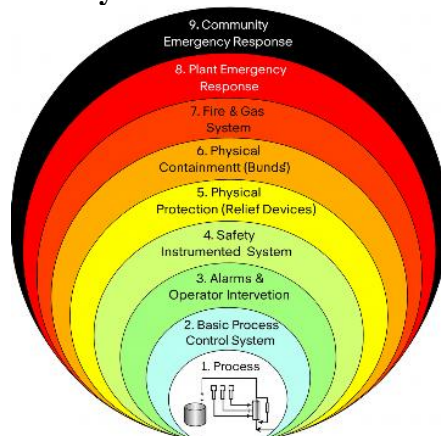 9. Community
Emergency Response
8. Plant Emergency
Response
7. Fire & Gas
System
6. Physical
Containmentt (Bunds')
5. Physical
Protection (Relief Devices)
4. Safety
Instrumented System
3. Alarms &
Operator Intervetion
2. Basic Process
Control System
1. Process